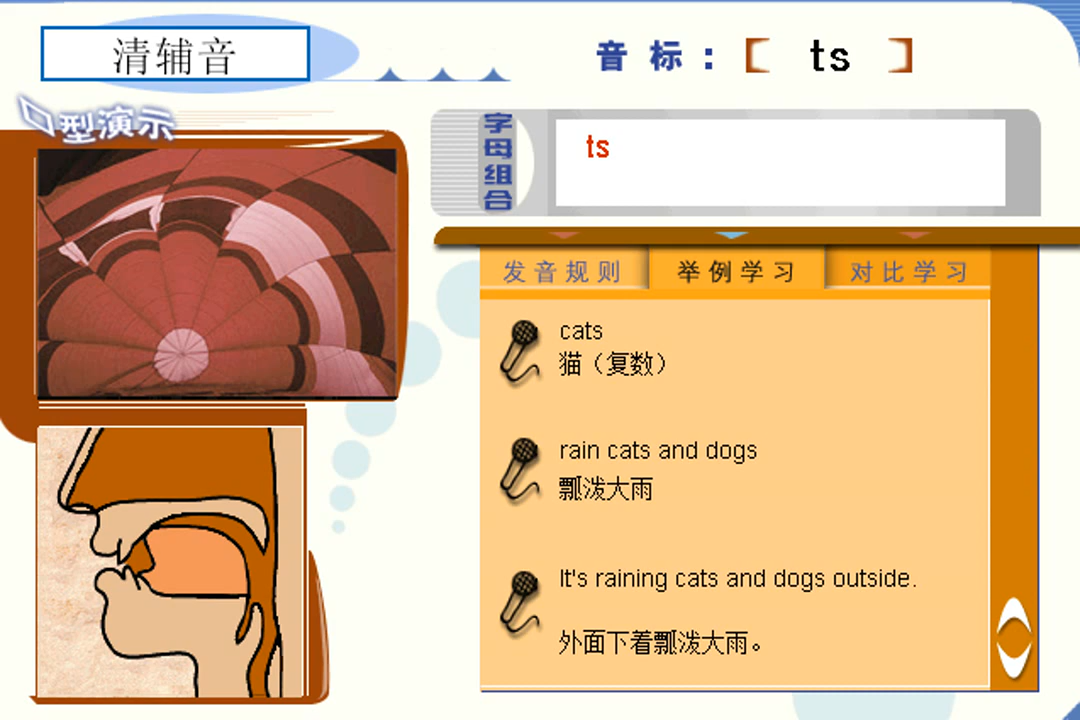 清辅音
音 标 ： 【 ts 】
型演示
字母组合
ts
发音规则 举例学习 对比学习
cats
猫（复数）
rain cats and dogs
瓢泼大雨
It's raining cats and dogs outside.
外面下着瓢泼大雨。